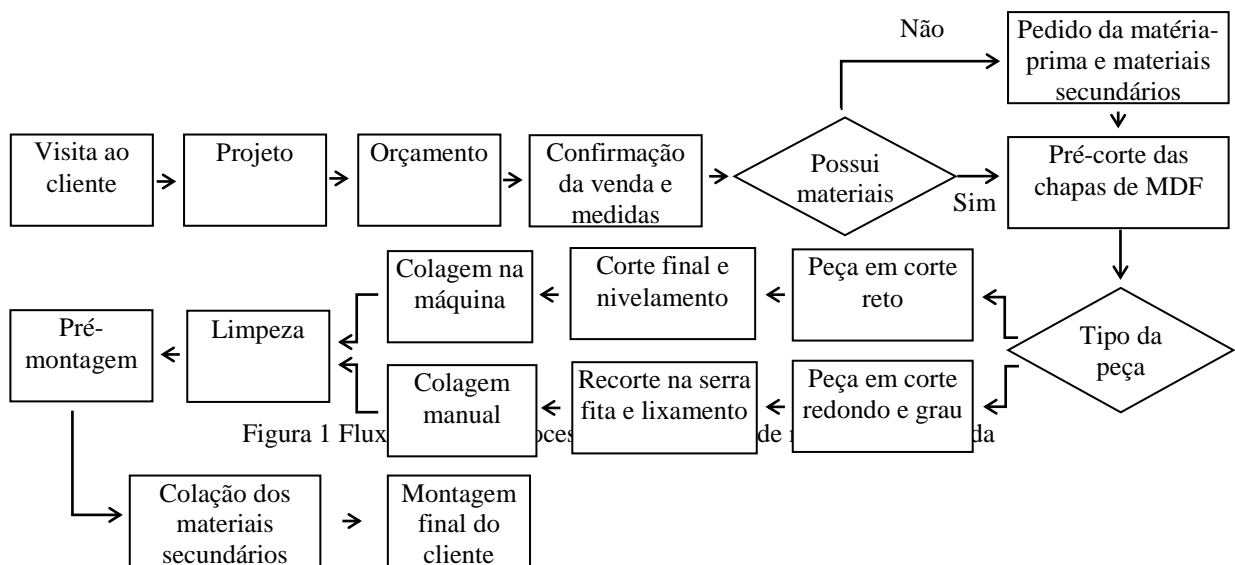 Não
Pedido da matéria-
prima e materiais
secundários
Visita ao
cliente
Projeto
Orçamento
Confirmação
da venda e
medidas
Possui
materiais
Sim
Pré-corte das
chapas de MDF
Tipo da
peça
Peça em corte
reto
Corte final e
nivelamento
Colagem na
máquina
Peça em corte
redondo e grau
Recorte na serra
fita e lixamento
Colagem
manual
Limpeza
Pré-
montagem
Figura 1 de
Colação dos
materiais
secundários
Montagem
final do
cliente